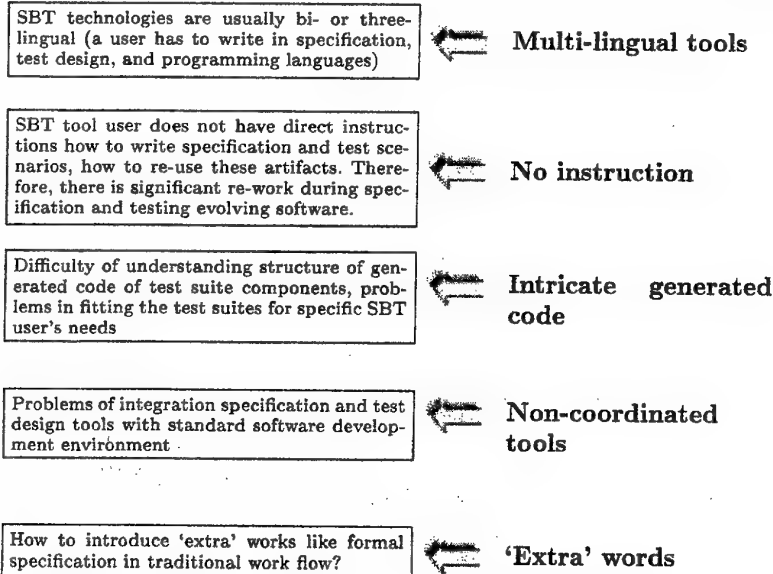 SBT technologies are usually bi- or three-
lingual (a user has to write in specification,
test design, and programming languages)
Multi-lingual tools
SBT tool user does not have direct instruc-
tions how to write specification and test sce-
narios, how to re-use these artifacts. There-
fore, there is significant re-work during spec-
ification and testing evolving software.
No instruction
Difficulty of understanding structure of gen-
erated code of test suite components, prob-
lems in fitting the test suites for specific SBT
user's needs
Intricate generated
code
Problems of integration specification and test
design tools with standard software develop-
ment environment
Non-coordinated
tools
How to introduce 'extra' works like formal
specification in traditional work flow?
'Extra' words